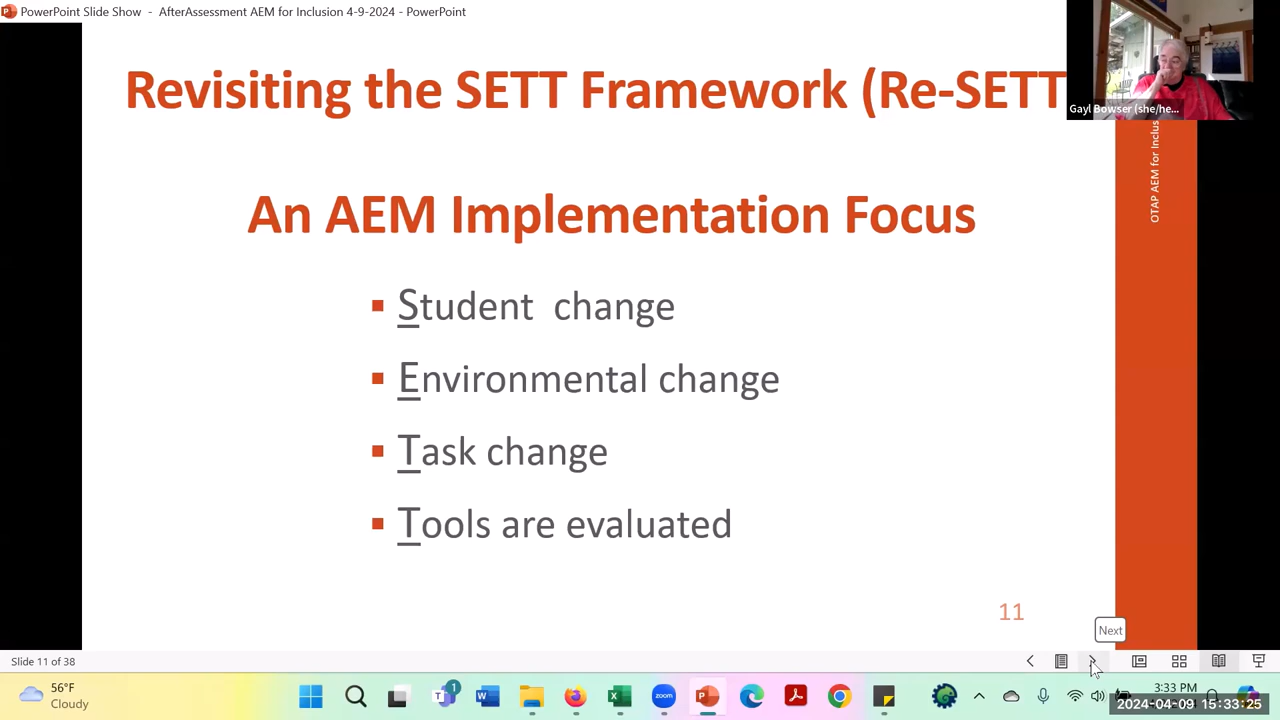 PowerPoint Slide Show - AfterAssessment AEM for Inclusion 4-9-2024 - PowerPoint
Revisiting the SETT Framework (Re-SETT
Gayl Bowser (she/he...
An AEM Implementation Focus
OTAP AEM for Inclus
Student change
Environmental change
Task change
Tools are evaluated
11
Next
Slide 11 of 38
56°F
Cloudy
1
3:33 PM
2024-04-09 15:33:25